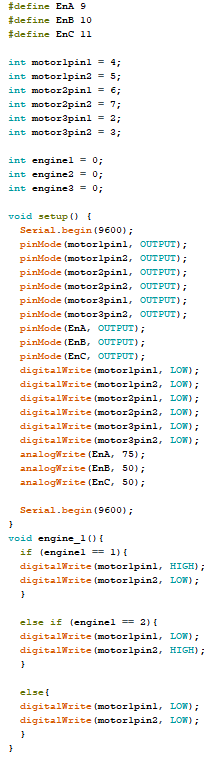 #define EnA 9
#define EnB 10
#define EnC 11

int motor1pin1 = 4;
int motor1pin2 = 5;
int motor2pin1 = 6;
int motor2pin2 = 7;
int motor3pin1 = 2;
int motor3pin2 = 3;

int engine1 = 0;
int engine2 = 0;
int engine3 = 0;

void setup() {
  Serial.begin(9600);
  pinMode(motor1pin1, OUTPUT);
  pinMode(motor1pin2, OUTPUT);
  pinMode(motor2pin1, OUTPUT);
  pinMode(motor2pin2, OUTPUT);
  pinMode(motor3pin1, OUTPUT);
  pinMode(motor3pin2, OUTPUT);
  pinMode(EnA, OUTPUT);
  pinMode(EnB, OUTPUT);
  pinMode(EnC, OUTPUT);
  digitalWrite(motor1pin1, LOW);
  digitalWrite(motor1pin2, LOW);
  digitalWrite(motor2pin1, LOW);
  digitalWrite(motor2pin2, LOW);
  digitalWrite(motor3pin1, LOW);
  digitalWrite(motor3pin2, LOW);
  analogWrite(EnA, 75);
  analogWrite(EnB, 50);
  analogWrite(EnC, 50);

  Serial.begin(9600);
}
void engine_1(){
  if (engine1 == 1){
  digitalWrite(motor1pin1, HIGH);
  digitalWrite(motor1pin2, LOW);
  }

  else if (engine1 == 2){
  digitalWrite(motor1pin1, LOW);
  digitalWrite(motor1pin2, HIGH);
  }

  else{
  digitalWrite(motor1pin1, LOW);
  digitalWrite(motor1pin2, LOW);
  }
}